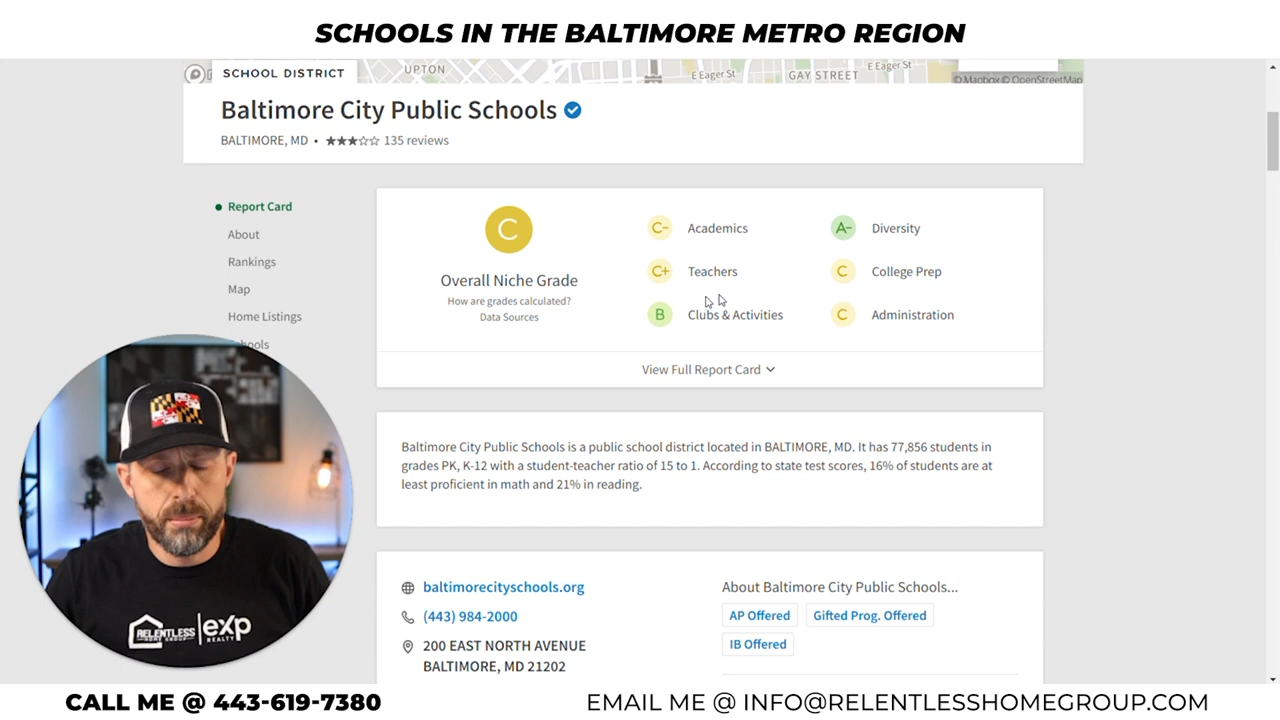 SCHOOLS IN THE BALTIMORE METRO REGION
SCHOOL DISTRICT
UPTON
E Eager St
GAY STREET
E Eager St
© Mapbox © OpenStreetMap
Baltimore City Public Schools
BALTIMORE, MD • ★★★☆☆ 135 reviews
Report Card
About
Rankings
Map
Home Listings
C
Overall Niche Grade
How are grades calculated?
Data Sources
C- Academics
A- Diversity
C+ Teachers
C College Prep
B Clubs & Activities
C Administration
View Full Report Card
Baltimore City Public Schools is a public school district located in BALTIMORE, MD. It has 77,856 students in
grades PK, K-12 with a student-teacher ratio of 15 to 1. According to state test scores, 16% of students are at
least proficient in math and 21% in reading.
baltimorecityschools.org
(443) 984-2000
200 EAST NORTH AVENUE
BALTIMORE, MD 21202
About Baltimore City Public Schools...
AP Offered
Gifted Prog. Offered
IB Offered
RELENTLESS
HOME GROUP
exp
REALTY
CALL ME @ 443-619-7380
EMAIL ME @ INFO@RELENTLESSHOMEGROUP.COM